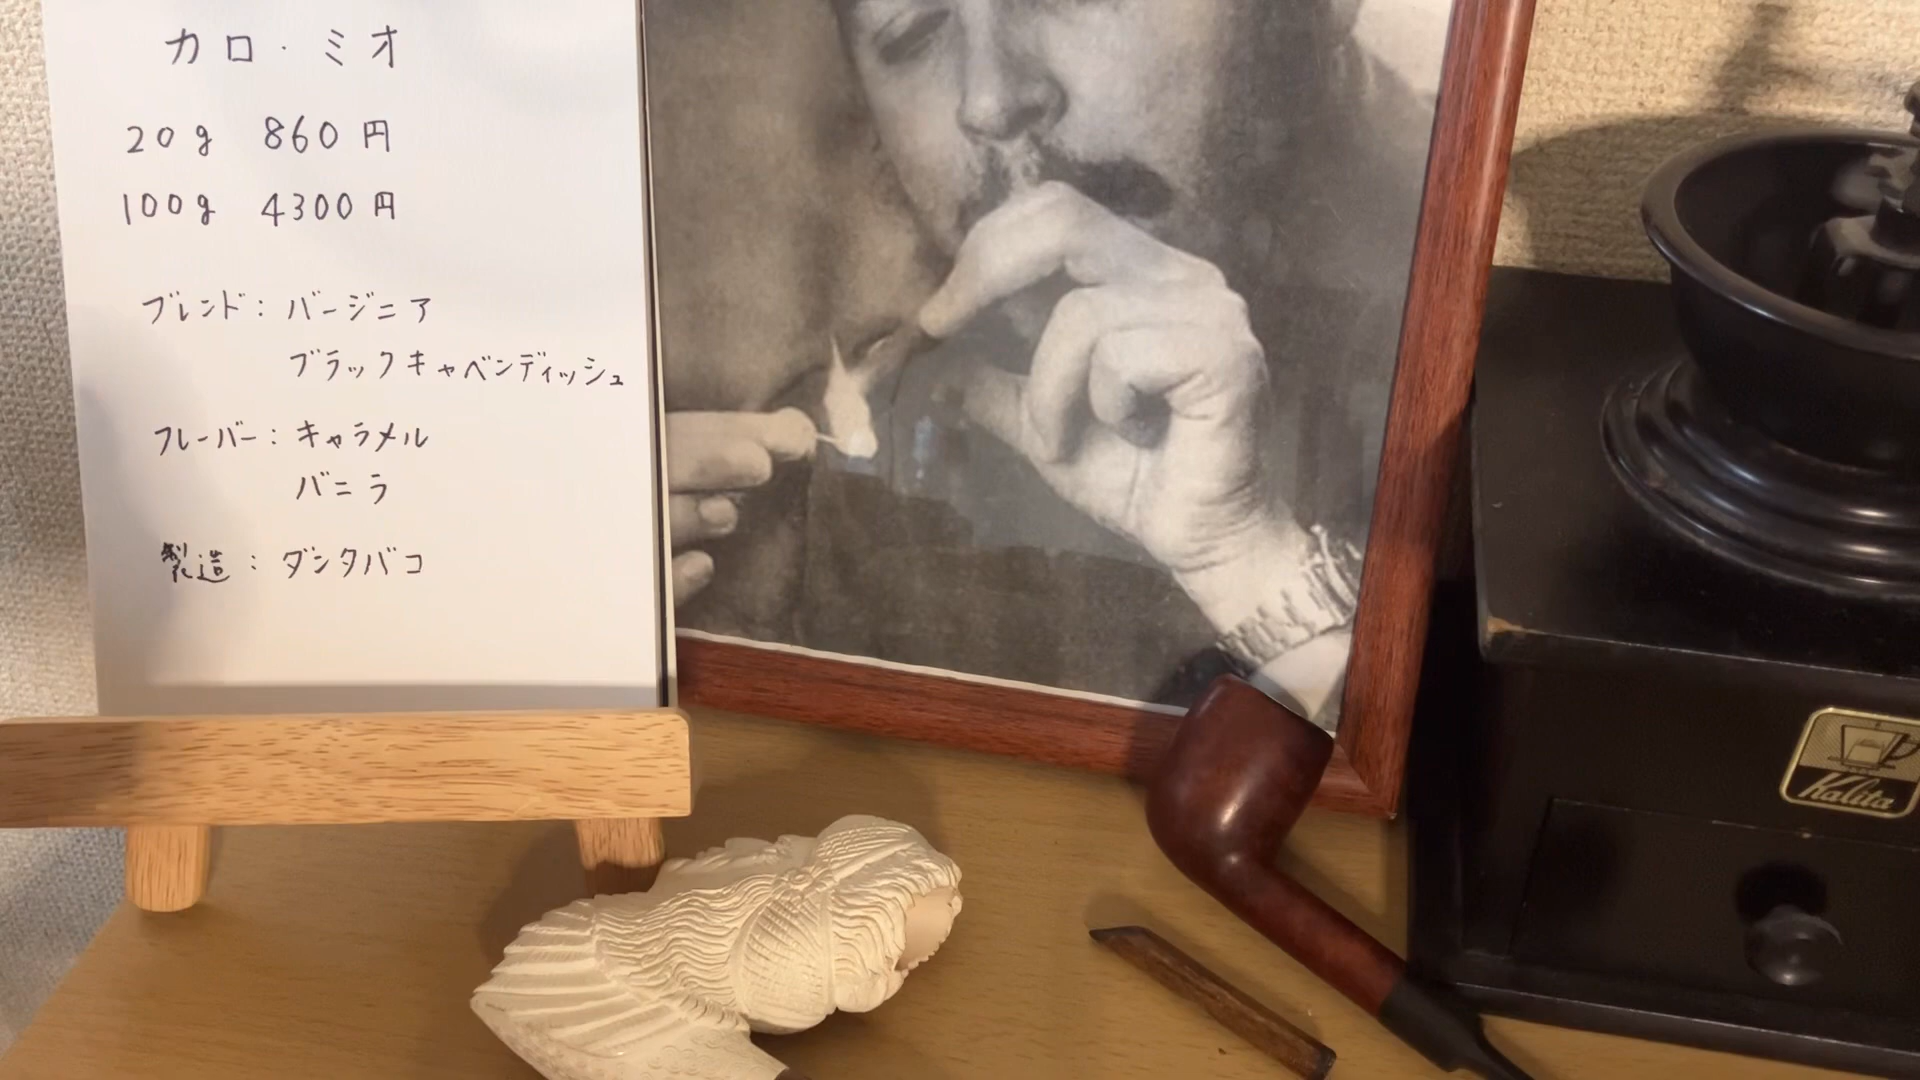 カロ・ミオ
20g 860円
100g 4300円
ブレンド：バージニア
ブラックキャベンディッシュ
フレーバー：キャラメル
バニラ
製造：ダンタバコ
Kalita